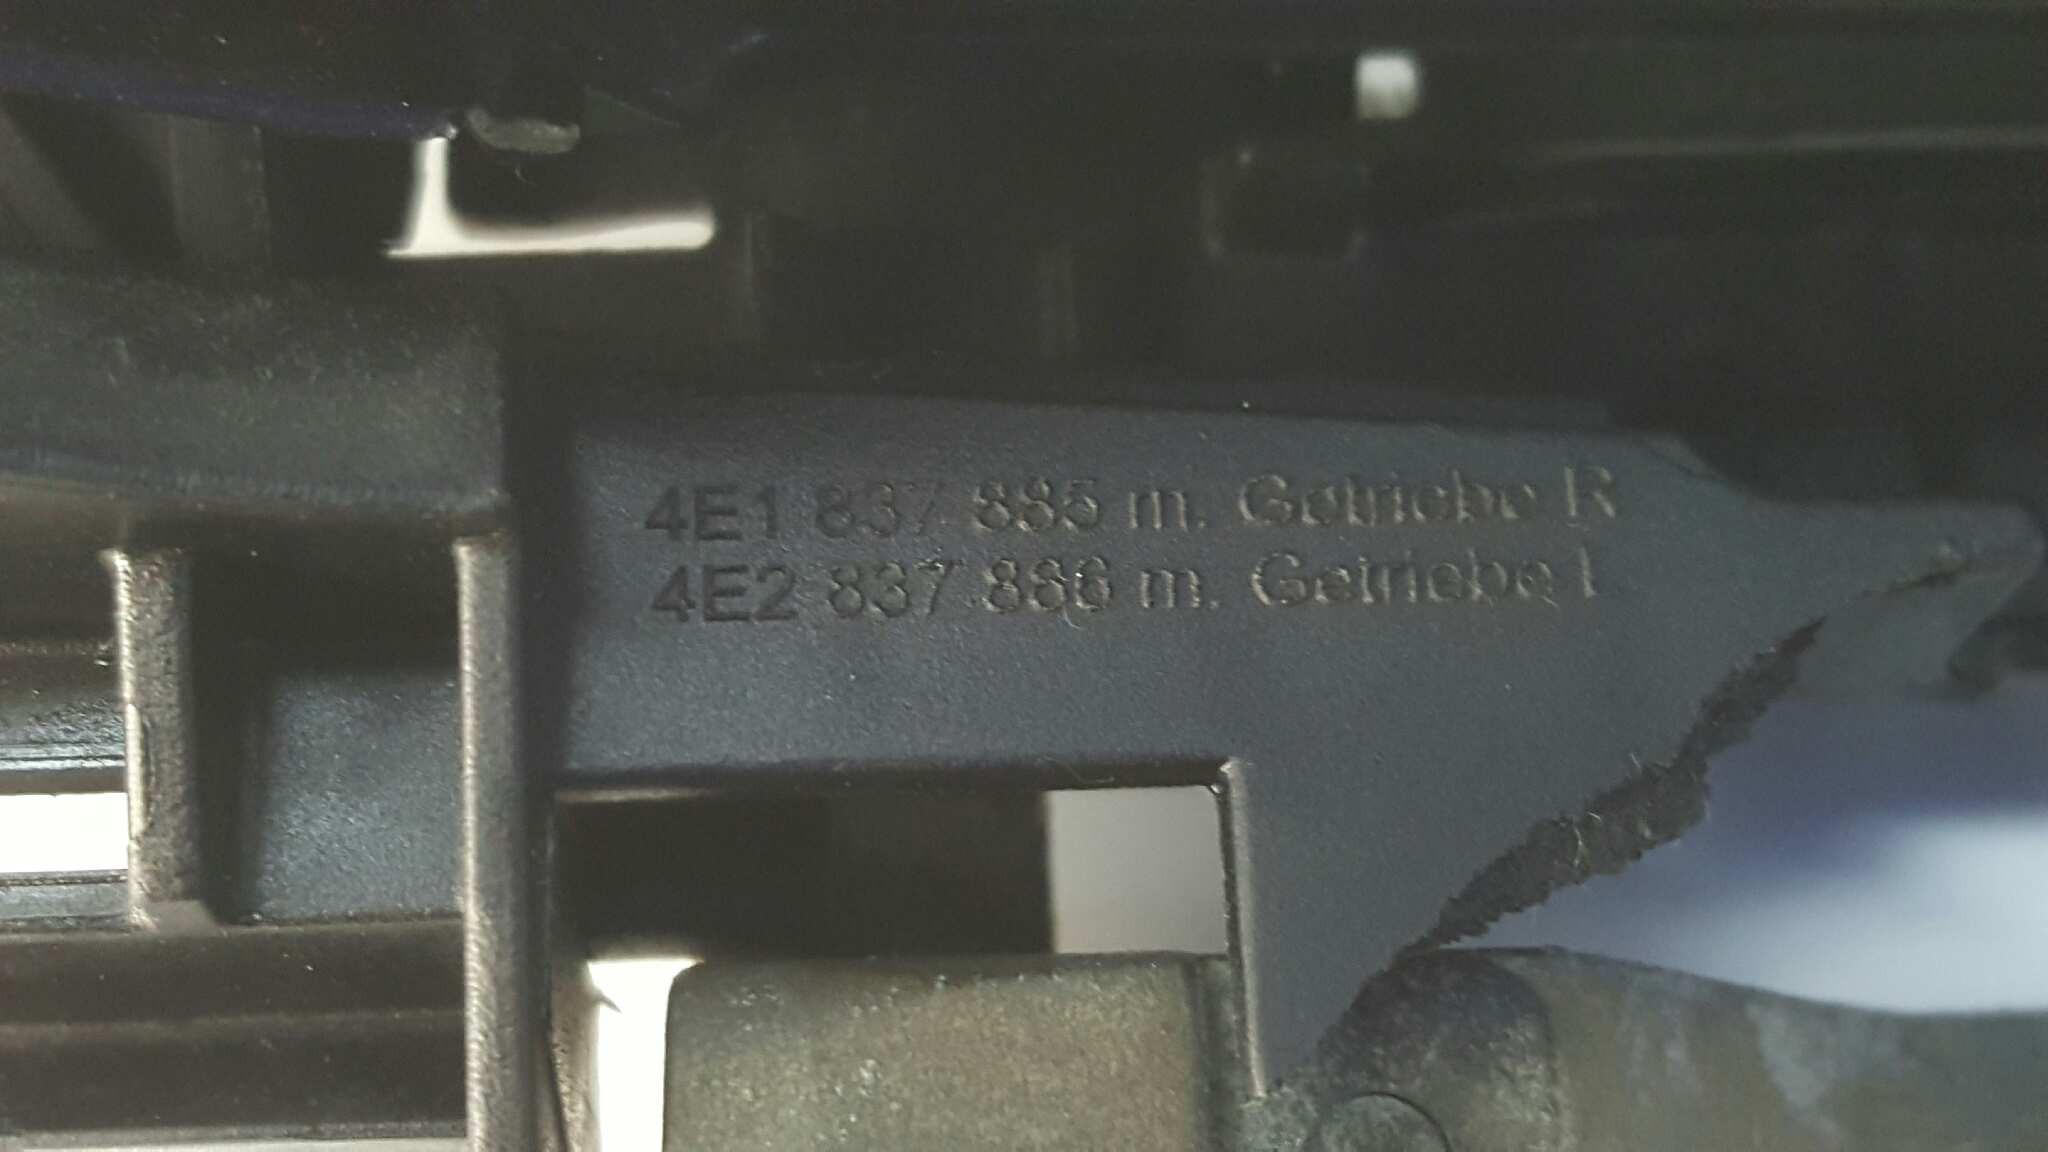 4E1 837 885 m. Getriebe R
4E2 837 886 m. Getriebe L